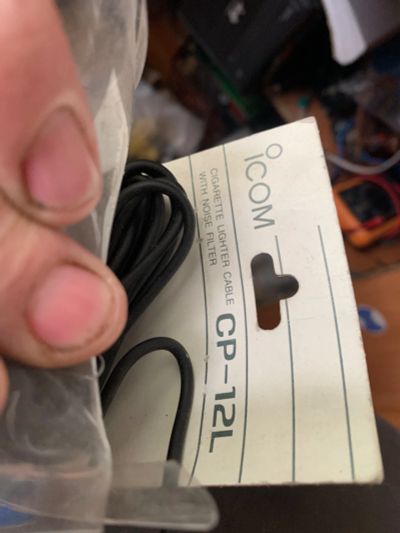 ICOM
CIGARETTE LIGHTER CABLE
WITH NOISE FILTER
CP-12L